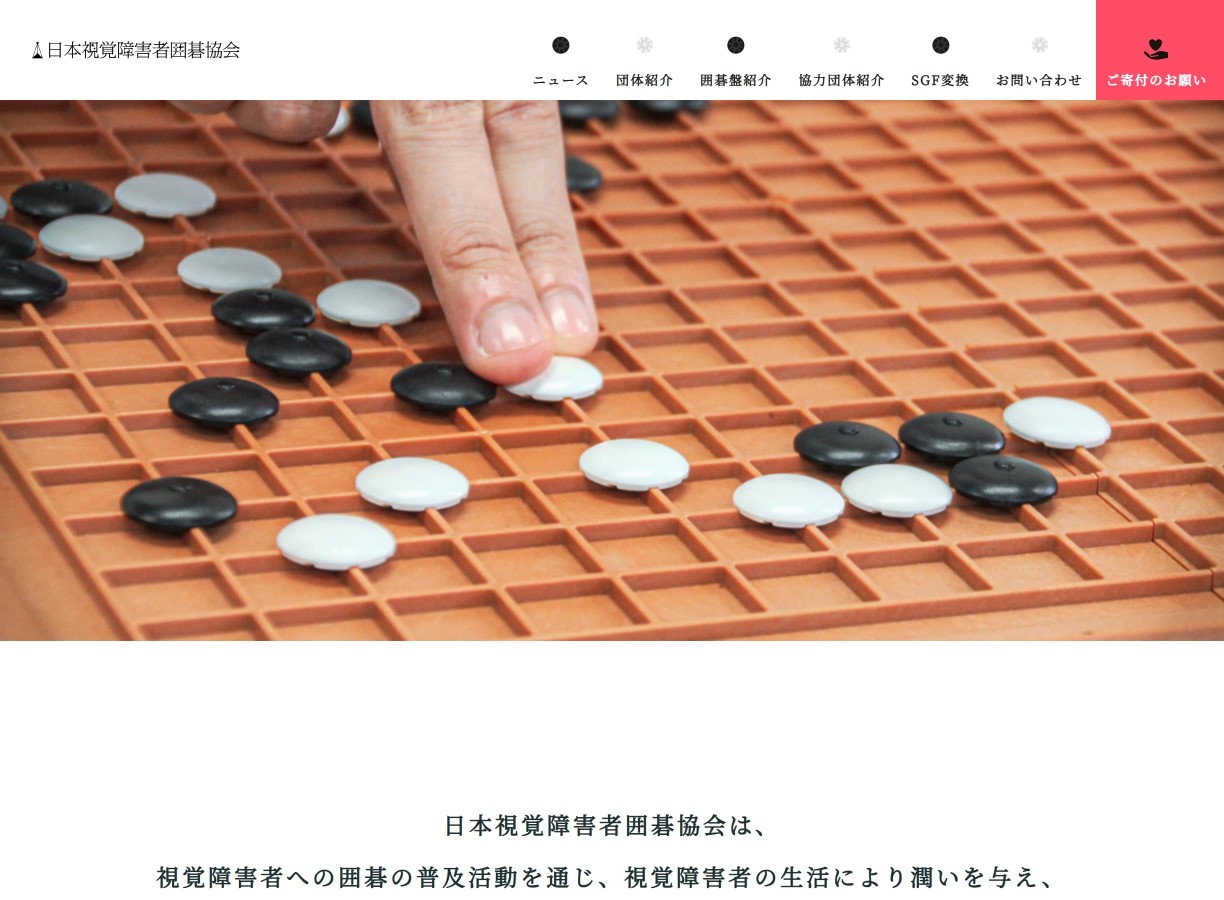 日本視覚障害者囲碁協会
ニュース
団体紹介
囲碁盤紹介
協力団体紹介
SGF変換
お問い合わせ
ご寄付のお願い
日本視覚障害者囲碁協会は、
視覚障害者への囲碁の普及活動を通じ、視覚障害者の生活により潤いを与え、